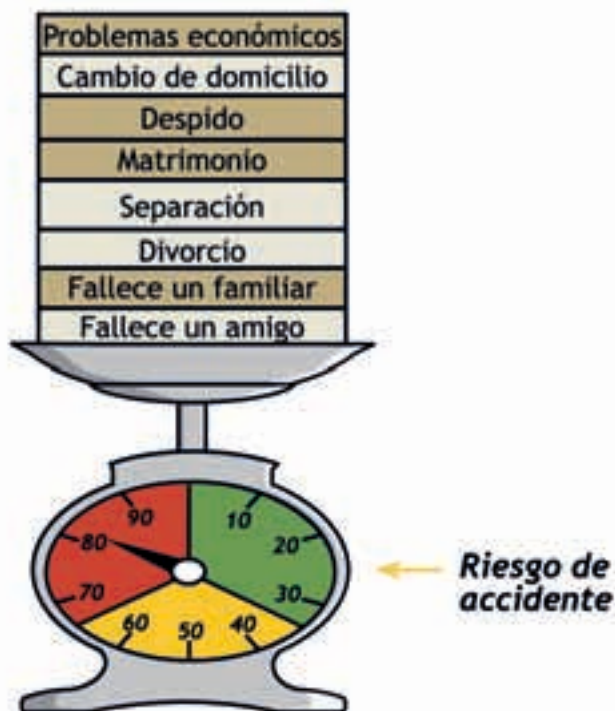 Problemas económicos
Cambio de domicilio
Despido
Matrimonio
Separación
Divorcio
Fallece un familiar
Fallece un amigo
90
10
80
20
70
30
60
50
40
Riesgo de
accidente